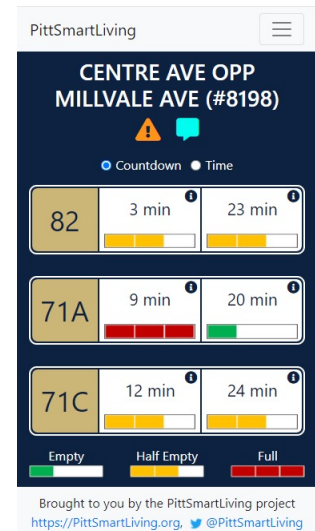 PittSmartLiving
CENTRE AVE OPP
MILLVALE AVE (#8198)
Countdown Time
82 3 min 23 min
71A 9 min 20 min
71C 12 min 24 min
Empty Half Empty Full
Brought to you by the PittSmartLiving project
https://PittSmartLiving.org, @PittSmartLiving